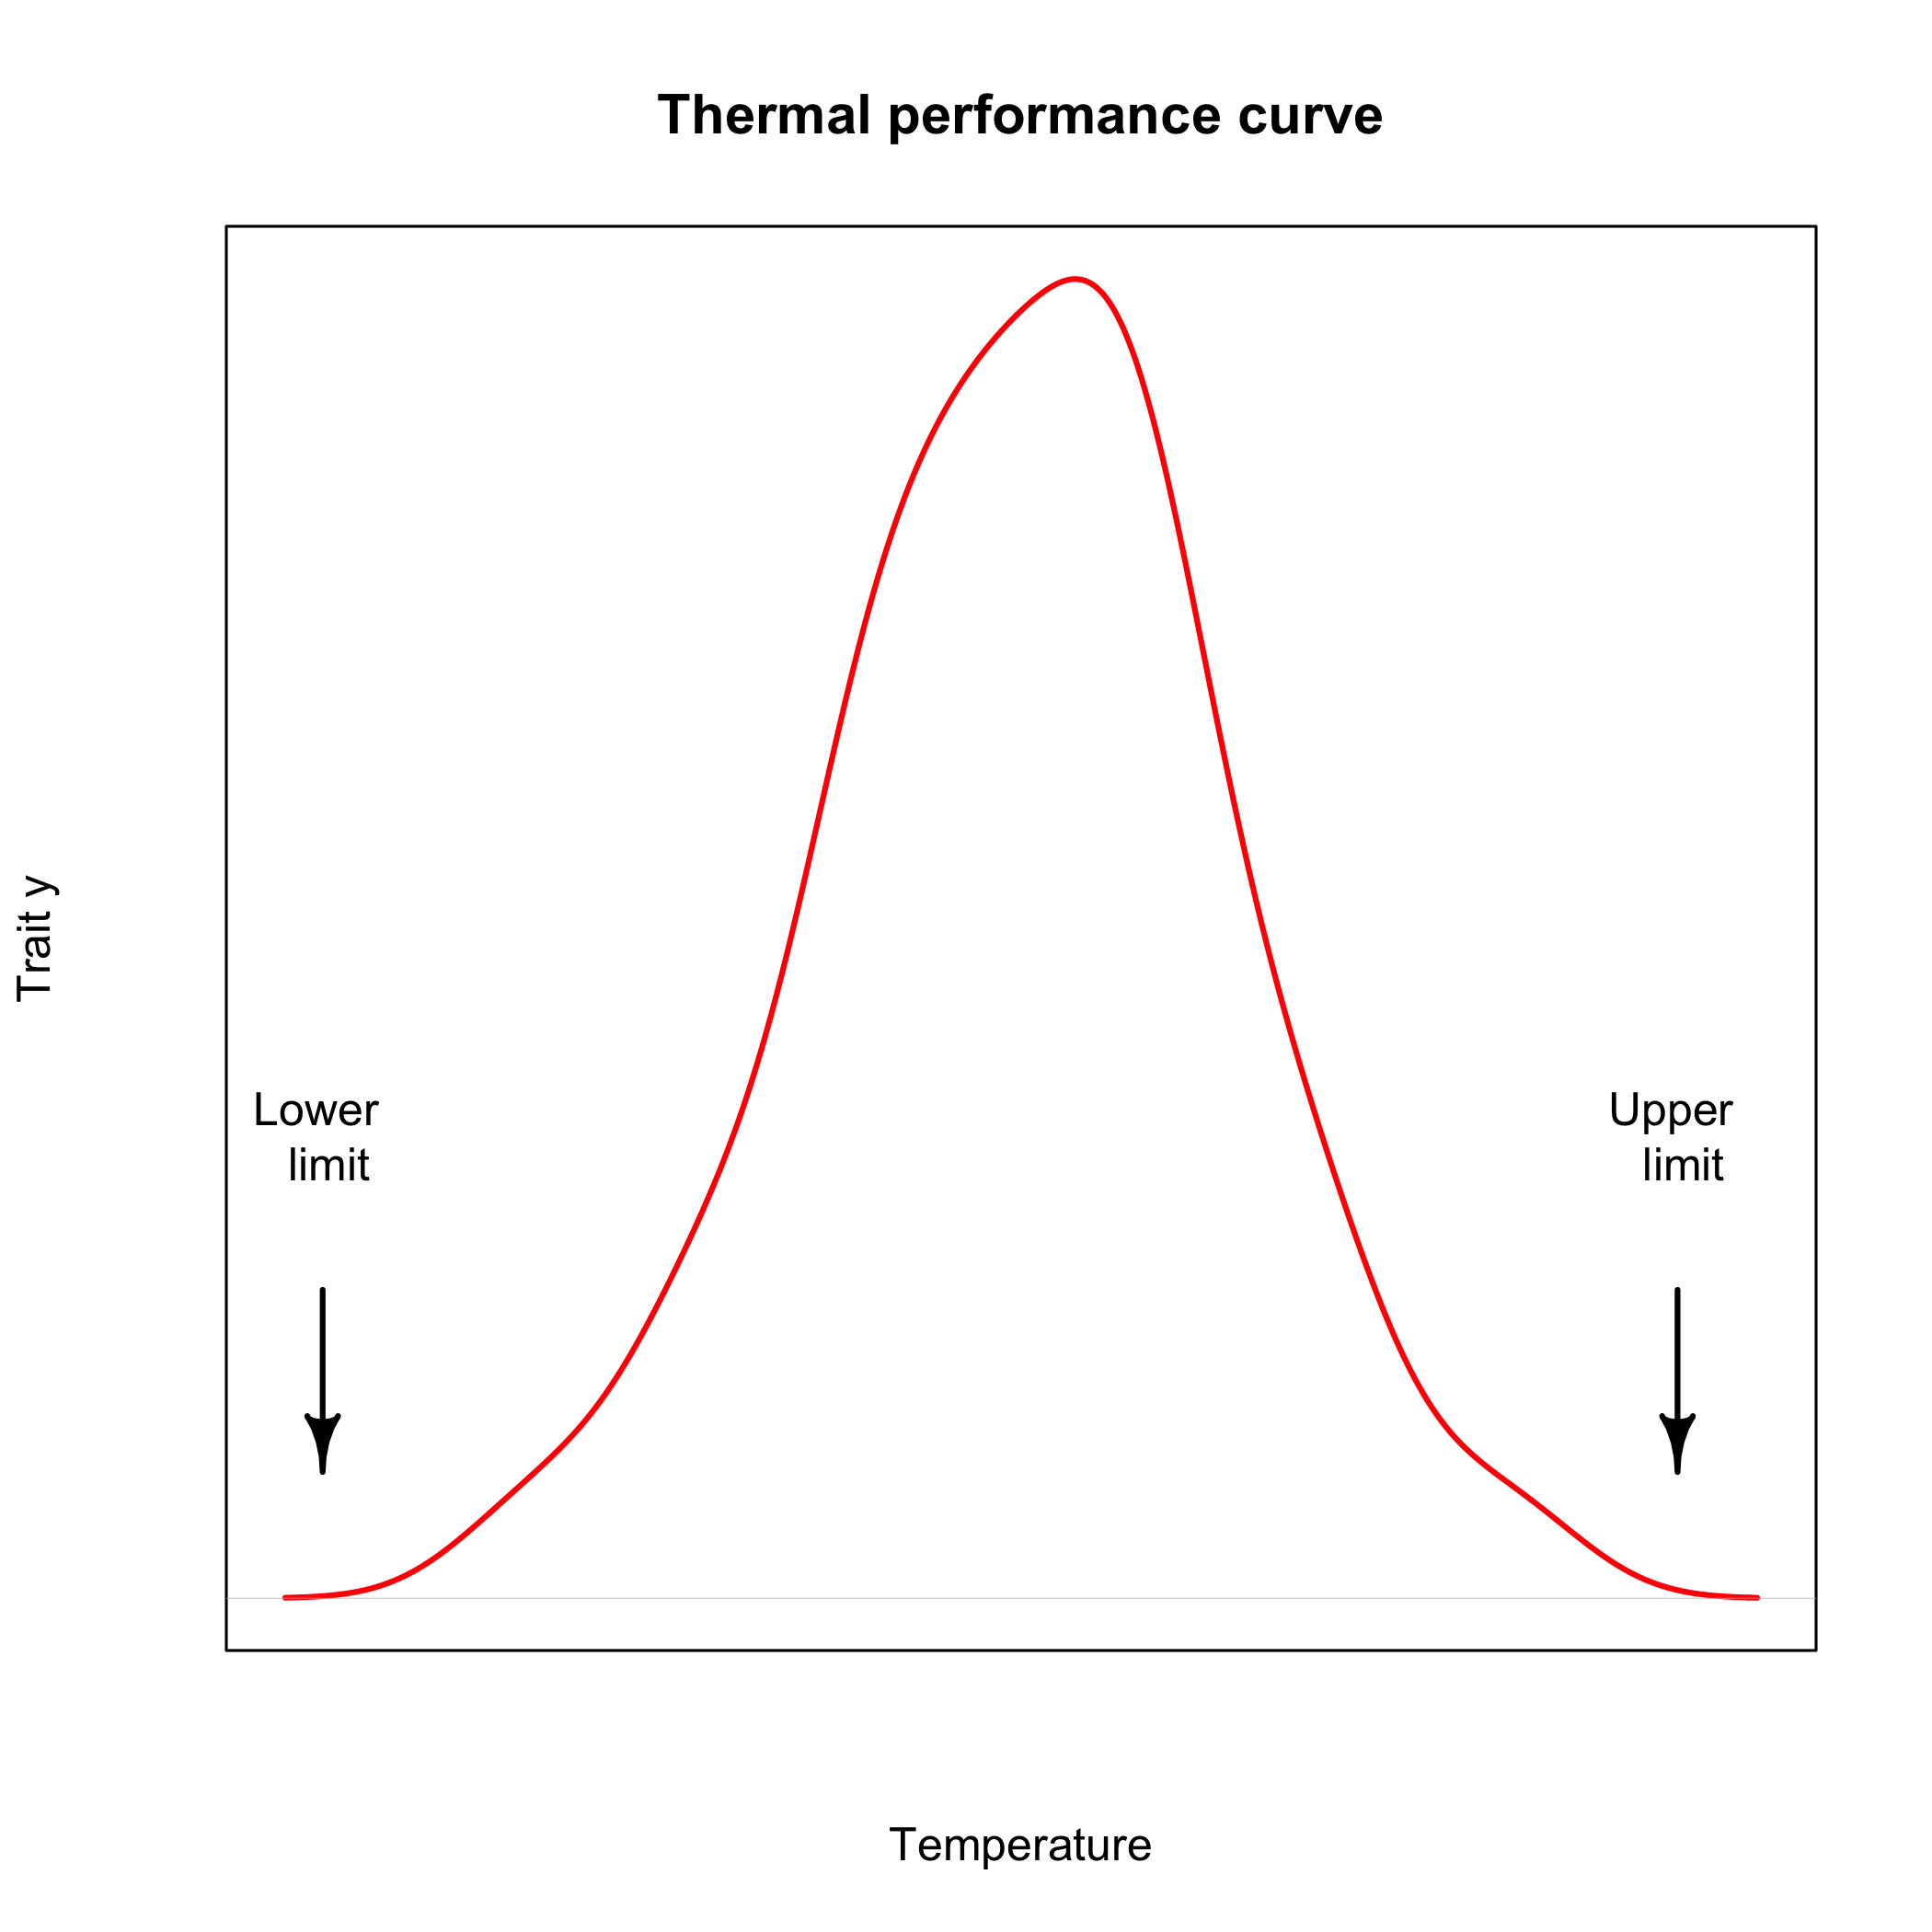 Thermal performance curve
Trait y
Lower
limit
Upper
limit
Temperature